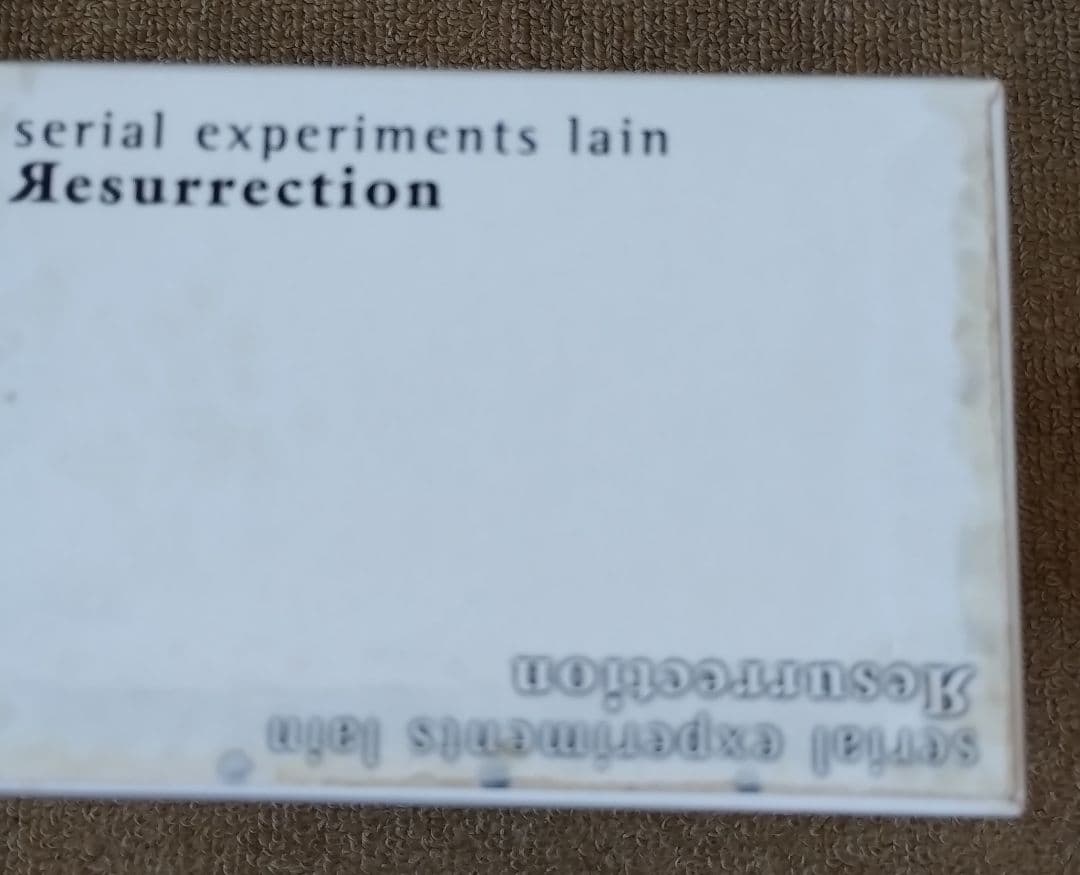 serial experiments lain
Яesurrection
Яesurrection
serial experiments lain